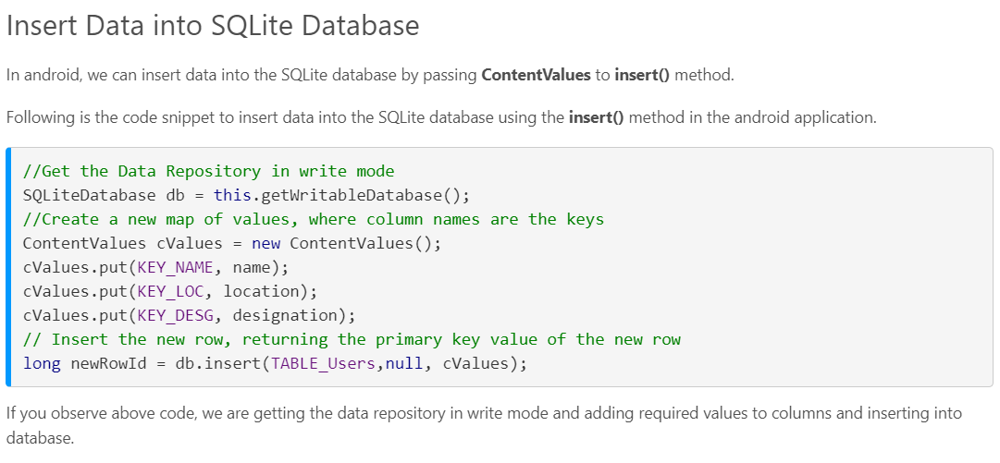 Insert Data into SQLite Database
In android, we can insert data into the SQLite database by passing ContentValues to insert() method.
Following is the code snippet to insert data into the SQLite database using the insert() method in the android application.
//Get the Data Repository in write mode
SQLiteDatabase db = this.getWritableDatabase();
//Create a new map of values, where column names are the keys
ContentValues cValues = new ContentValues();
cValues.put(KEY_NAME, name);
cValues.put(KEY_LOC, location);
cValues.put(KEY_DESG, designation);
// Insert the new row, returning the primary key value of the new row
long newRowId = db.insert(TABLE_Users,null, cValues);
If you observe above code, we are getting the data repository in write mode and adding required values to columns and inserting into
database.